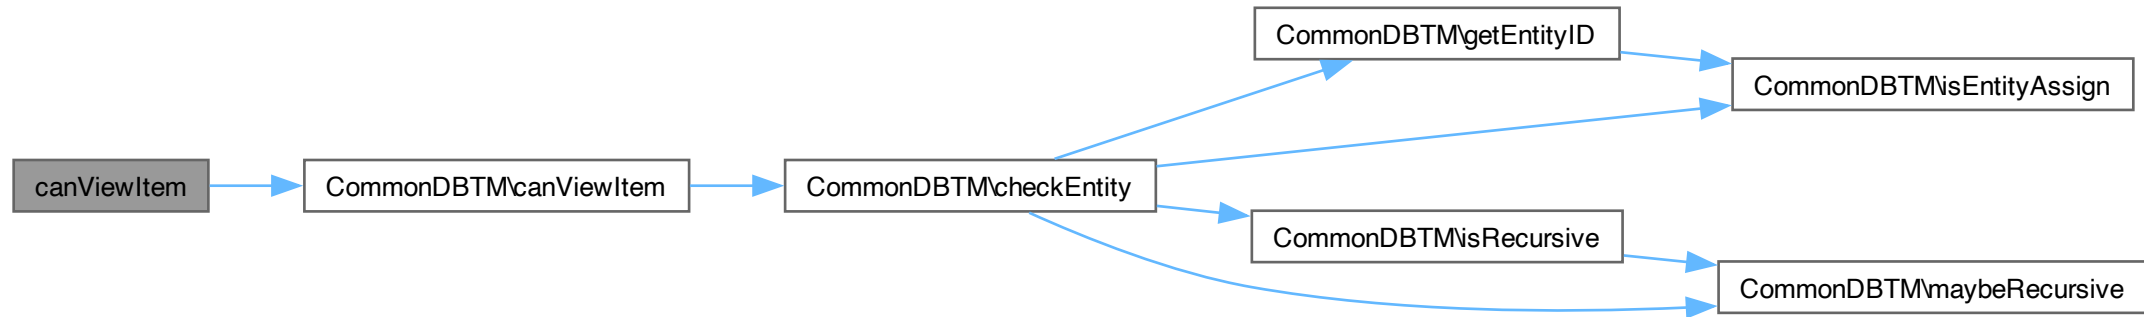 canViewItem
CommonDBTM\canViewItem
CommonDBTM\checkEntity
CommonDBTM\getEntityID
CommonDBTM\isEntityAssign
CommonDBTM\isRecursive
CommonDBTM\maybeRecursive